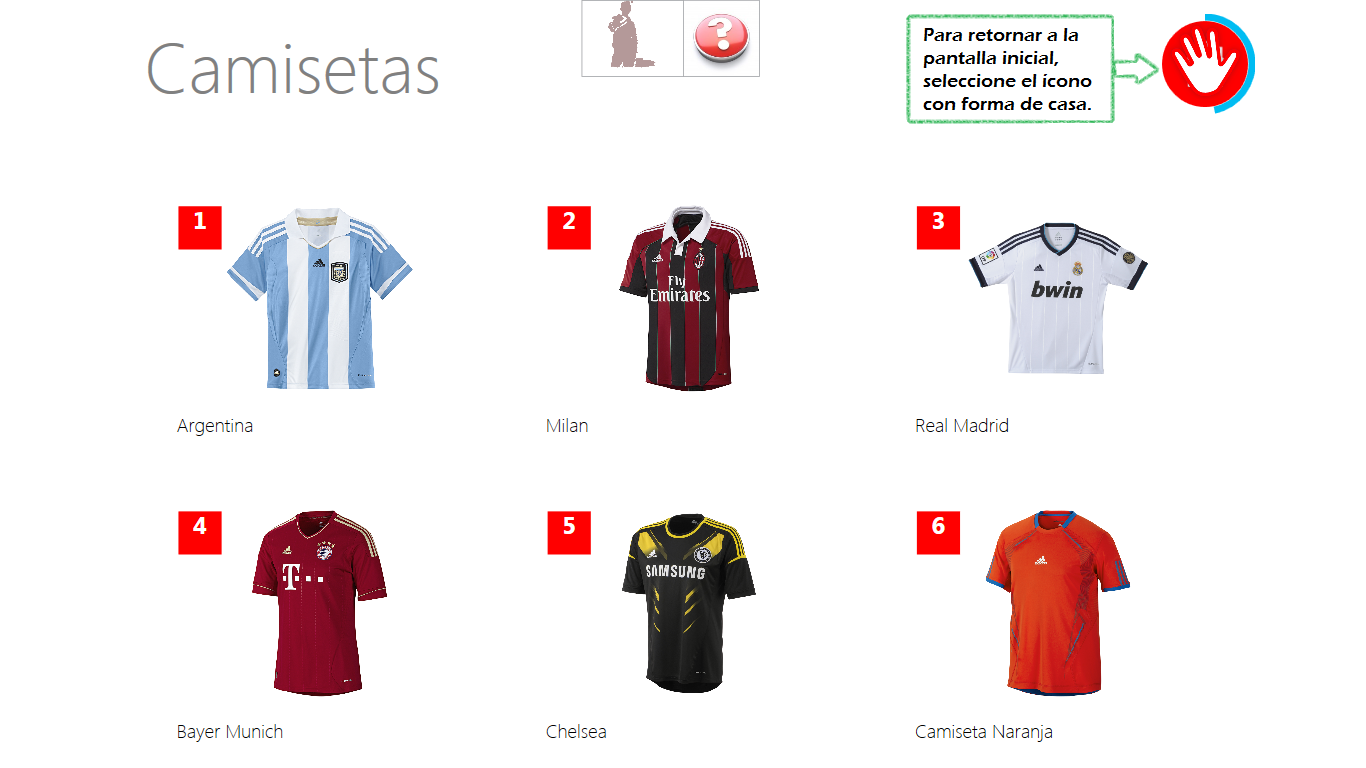 Camisetas
?
Para retornar a la
pantalla inicial,
seleccione el icono
con forma de casa.
1
2
3
Fly
Emirates
bwin
Argentina
Milan
Real Madrid
4
5
6
T
SAMSUNG
Bayer Munich
Chelsea
Camiseta Naranja